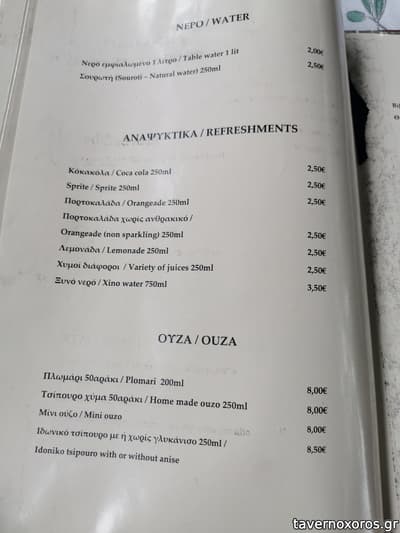 ΝΕΡΟ / WATER
Νερό εμφιαλωμένο 1 λίτρο / Table water 1 lit 2,00€
Σουρωτή (Souroti – Natural water) 250ml 2,50€
ΑΝΑΨΥΚΤΙΚΑ / REFRESHMENTS
Κόκακολα / Coca cola 250ml 2,50€
Sprite / Sprite 250ml 2,50€
Πορτοκαλάδα / Orangeade 250ml 2,50€
Πορτοκαλάδα χωρίς ανθρακικό /
Orangeade (non sparkling) 250ml 2,50€
Λεμονάδα / Lemonade 250ml 2,50€
Χυμοί διάφοροι / Variety of juices 250ml 2,50€
Ξυνό νερό / Xino water 750ml 3,50€
ΟΥΖΑ / OUZA
Πλωμάρι 50αράκι / Plomari 200ml 8,00€
Τσίπουρο χύμα 50αράκι / Home made ouzo 250ml 8,00€
Μινι ούζο / Mini ouzo 8,00€
Ιδωνικό τσίπουρο με ή χωρίς γλυκάνισο 250ml / 8,50€
Idoniko tsipouro with or without anise
tavernoxoros.gr